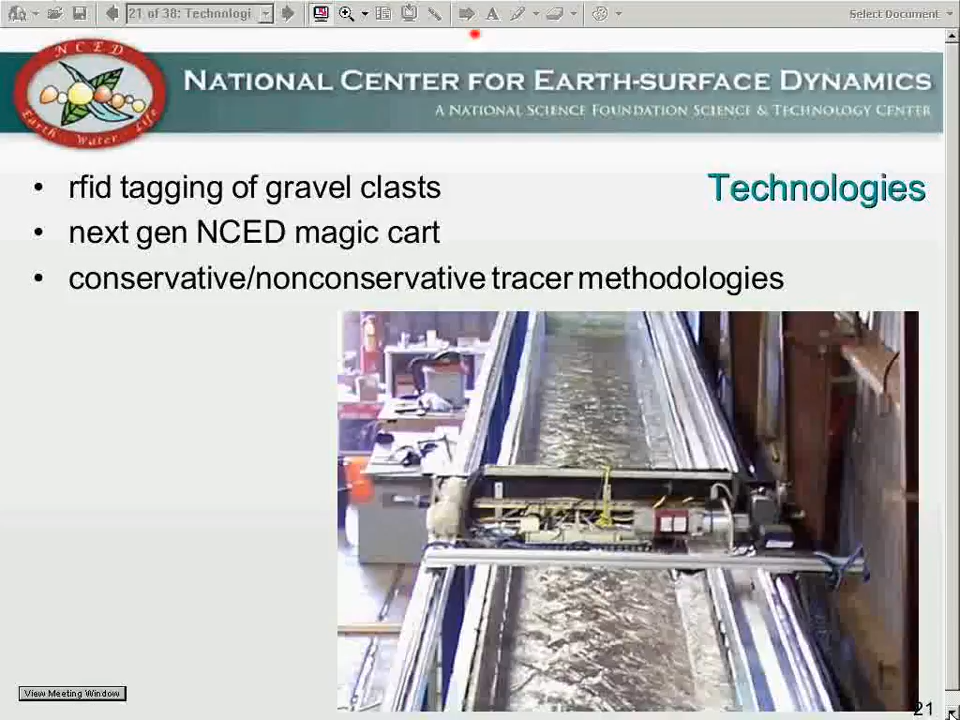 21 of 38: Technologi
Select Document
NCED
Earth Water Life
NATIONAL CENTER FOR EARTH-SURFACE DYNAMICS
A NATIONAL SCIENCE FOUNDATION SCIENCE & TECHNOLOGY CENTER
Technologies
• rfid tagging of gravel clasts
• next gen NCED magic cart
• conservative/nonconservative tracer methodologies
View Meeting Window
21